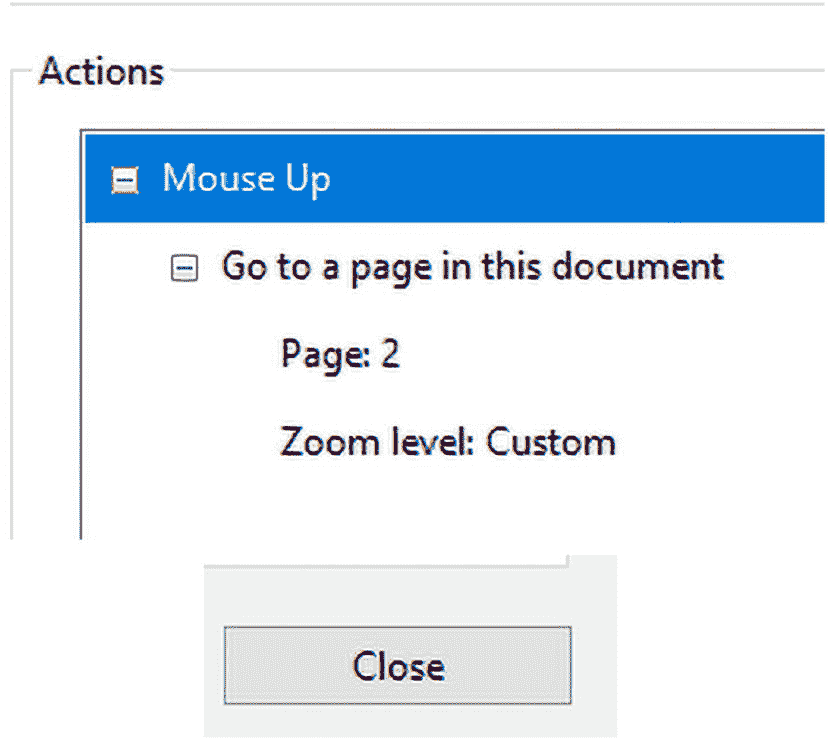 Actions
Mouse Up
Go to a page in this document
Page: 2
Zoom level: Custom
Close